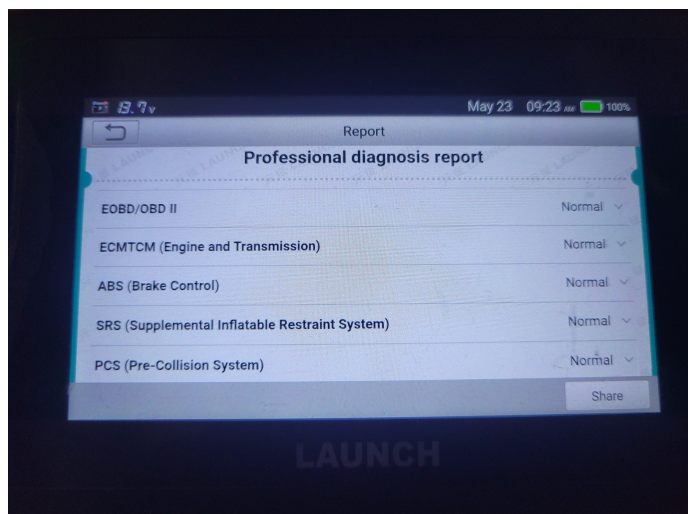 13.7v May 23 09:23 AM 100%
Report
Professional diagnosis report
EOBD/OBD II Normal
ECMTCM (Engine and Transmission) Normal
ABS (Brake Control) Normal
SRS (Supplemental Inflatable Restraint System) Normal
PCS (Pre-Collision System) Normal
Share
LAUNCH